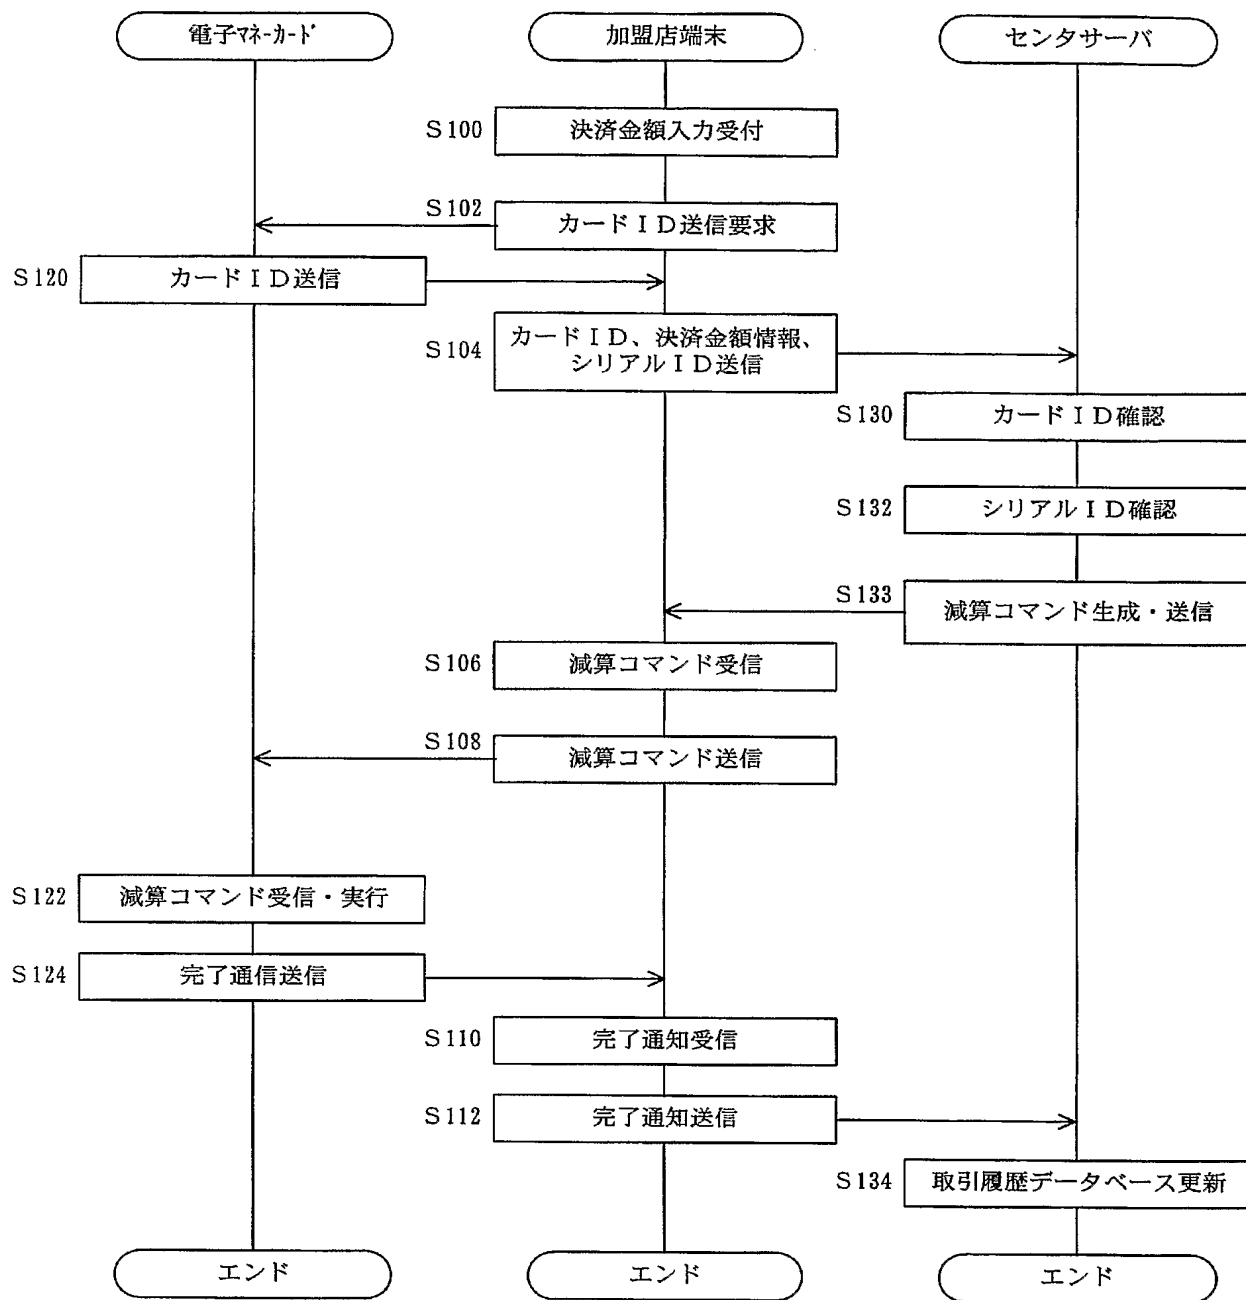 電子ﾏﾈｰｶｰﾄﾞ
加盟店端末
センタサーバ
S100
決済金額入力受付
S102
カードＩＤ送信要求
S120
カードＩＤ送信
S104
カードＩＤ、決済金額情報、
シリアルＩＤ送信
S130
カードＩＤ確認
S132
シリアルＩＤ確認
S133
減算コマンド生成・送信
S106
減算コマンド受信
S108
減算コマンド送信
S122
減算コマンド受信・実行
S124
完了通信送信
S110
完了通知受信
S112
完了通知送信
S134
取引履歴データベース更新
エンド
エンド
エンド